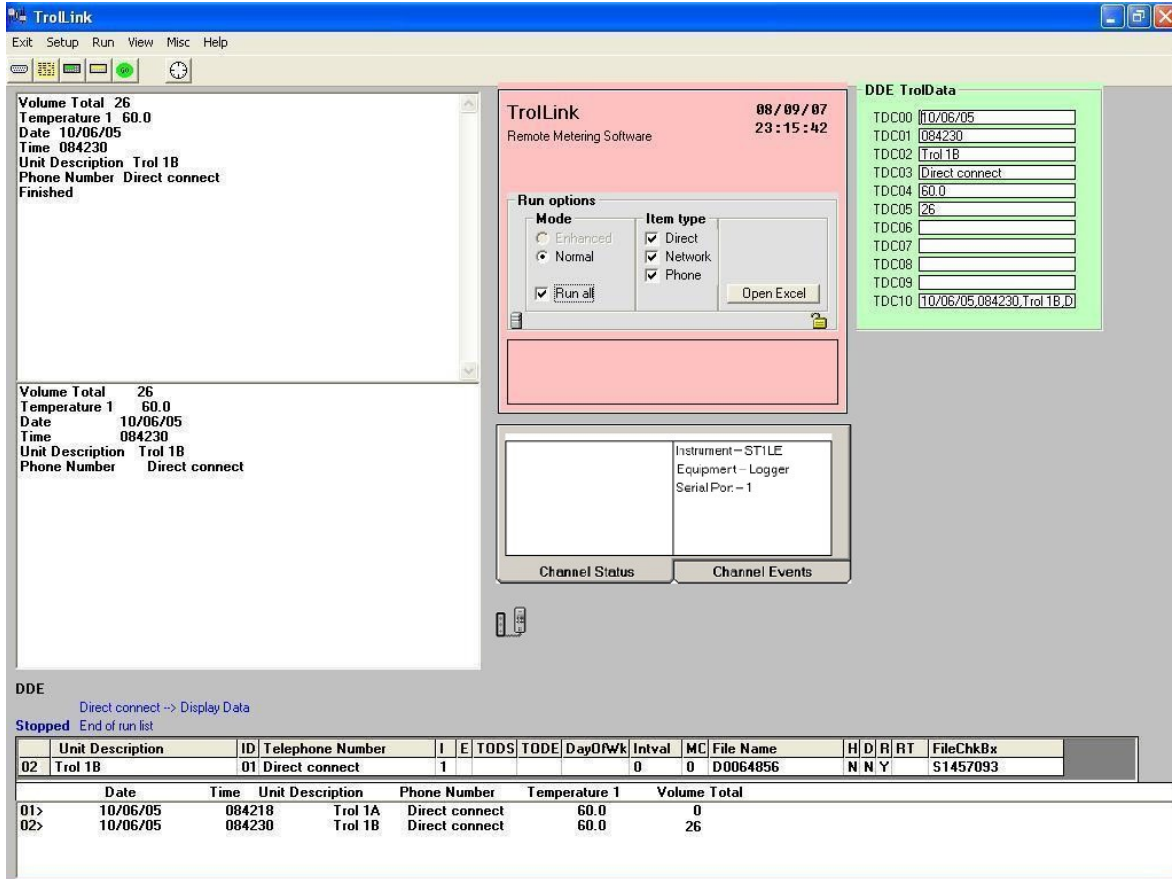 TrolLink
Exit Setup Run View Misc Help
GO
Volume Total 26
Temperature 1 60.0
Date 10/06/05
Time 084230
Unit Description Trol 1B
Phone Number Direct connect
Finished
Volume Total 26
Temperature 1 60.0
Date 10/06/05
Time 084230
Unit Description Trol 1B
Phone Number Direct connect
TrolLink 08/09/07
Remote Metering Software 23:15:42
Run options
Mode Item type
Enhanced Direct
Normal Network
Phone
Run all Open Excel
Instrument – ST1LE
Equipment – Logger
Serial Port – 1
Channel Status Channel Events
DDE TrolData
TDC00 10/06/05
TDC01 084230
TDC02 Trol 1B
TDC03 Direct connect
TDC04 60.0
TDC05 26
TDC06
TDC07
TDC08
TDC09
TDC10 10/06/05,084230,Trol 1B,D
DDE
Direct connect --> Display Data
Stopped End of run list
Unit Description ID Telephone Number I E TODS TODE DayOfWk Intval MC File Name H D R RT FileChkBx
02 Trol 1B 01 Direct connect 1 0 0 D0064856 N N Y S1457093
Date Time Unit Description Phone Number Temperature 1 Volume Total
01> 10/06/05 084218 Trol 1A Direct connect 60.0 0
02> 10/06/05 084230 Trol 1B Direct connect 60.0 26